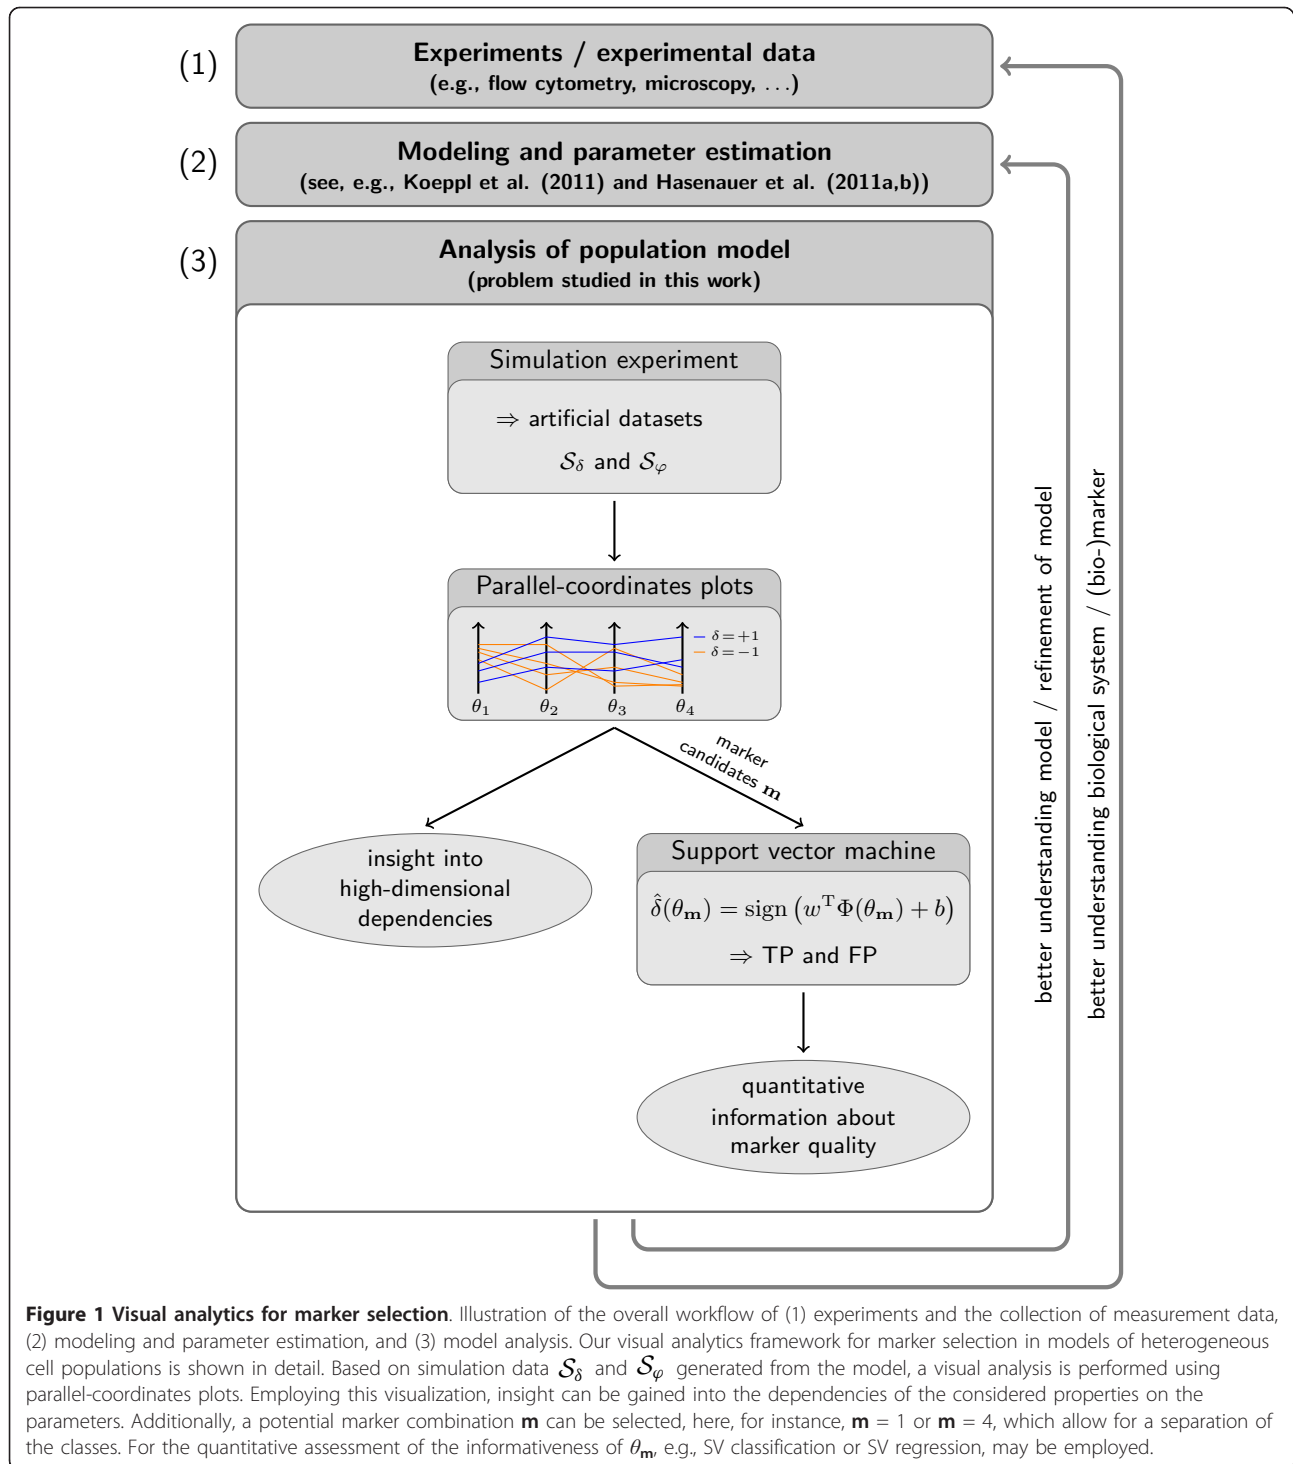 (1)
Experiments / experimental data
(e.g., flow cytometry, microscopy, . . .)
(2)
Modeling and parameter estimation
(see, e.g., Koeppl et al. (2011) and Hasenauer et al. (2011a,b))
(3)
Analysis of population model
(problem studied in this work)
Simulation experiment
⇒ artificial datasets
𝒮δ and 𝒮φ
Parallel-coordinates plots
δ = +1
δ = −1
θ1 θ2 θ3 θ4
marker
candidates m
insight into
high-dimensional
dependencies
Support vector machine
δ̂(θm) = sign (wᵀΦ(θm) + b)
⇒ TP and FP
quantitative
information about
marker quality
better understanding model / refinement of model
better understanding biological system / (bio-)marker
Figure 1 Visual analytics for marker selection. Illustration of the overall workflow of (1) experiments and the collection of measurement data,
(2) modeling and parameter estimation, and (3) model analysis. Our visual analytics framework for marker selection in models of heterogeneous
cell populations is shown in detail. Based on simulation data 𝒮δ and 𝒮φ generated from the model, a visual analysis is performed using
parallel-coordinates plots. Employing this visualization, insight can be gained into the dependencies of the considered properties on the
parameters. Additionally, a potential marker combination m can be selected, here, for instance, m = 1 or m = 4, which allow for a separation of
the classes. For the quantitative assessment of the informativeness of θm, e.g., SV classification or SV regression, may be employed.